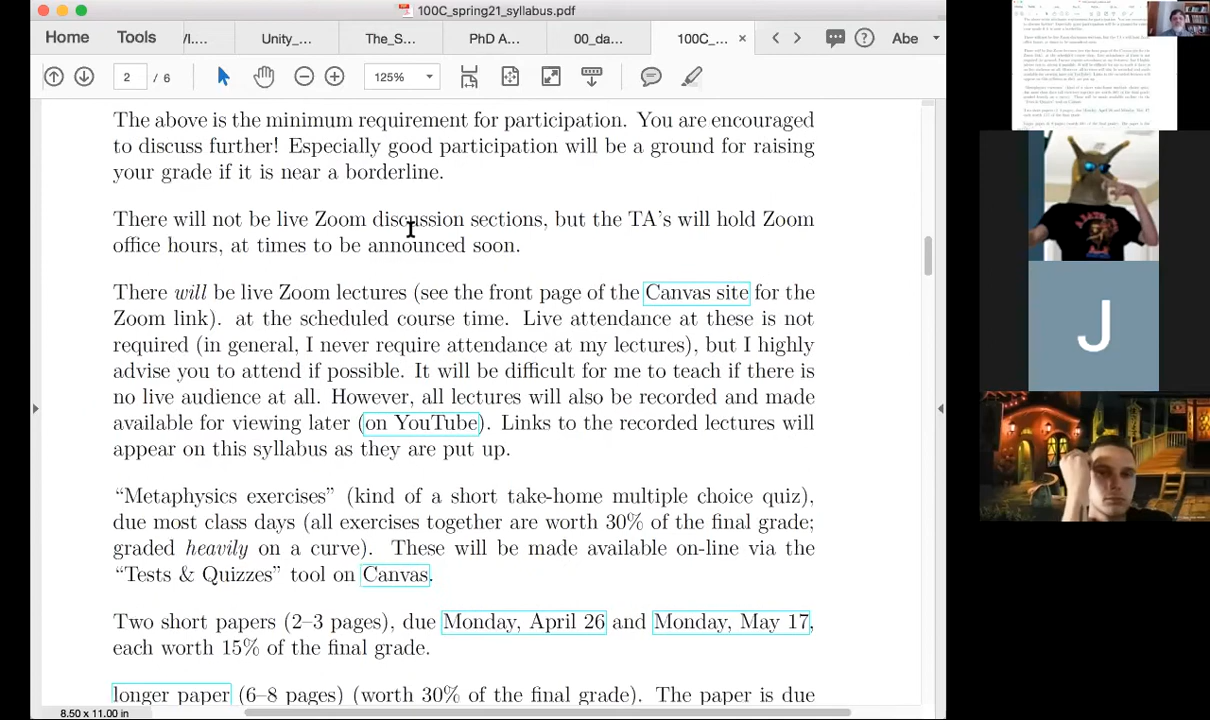 100C_spring21_syllabus.pdf
Home Tools /I.... Unity_... 00_da... 100C_... × Abe
2 / 6 125%
The above is the minimum requirement for participation. You are encouraged
to discuss further! Especially good participation will be a ground for raising
your grade if it is near a borderline.
There will not be live Zoom discussion sections, but the TA's will hold Zoom
office hours, at times to be announced soon.
There will be live Zoom lectures (see the front page of the Canvas site for the
Zoom link). at the scheduled course time. Live attendance at these is not
required (in general, I never require attendance at my lectures), but I highly
advise you to attend if possible. It will be difficult for me to teach if there is
no live audience at all. However, all lectures will also be recorded and made
available for viewing later (on YouTube). Links to the recorded lectures will
appear on this syllabus as they are put up.
“Metaphysics exercises” (kind of a short take-home multiple choice quiz),
due most class days (all exercises together are worth 30% of the final grade;
graded heavily on a curve). These will be made available on-line via the
“Tests & Quizzes” tool on Canvas.
Two short papers (2–3 pages), due Monday, April 26 and Monday, May 17,
each worth 15% of the final grade.
longer paper (6–8 pages) (worth 30% of the final grade). The paper is due
8.50 x 11.00 in
J